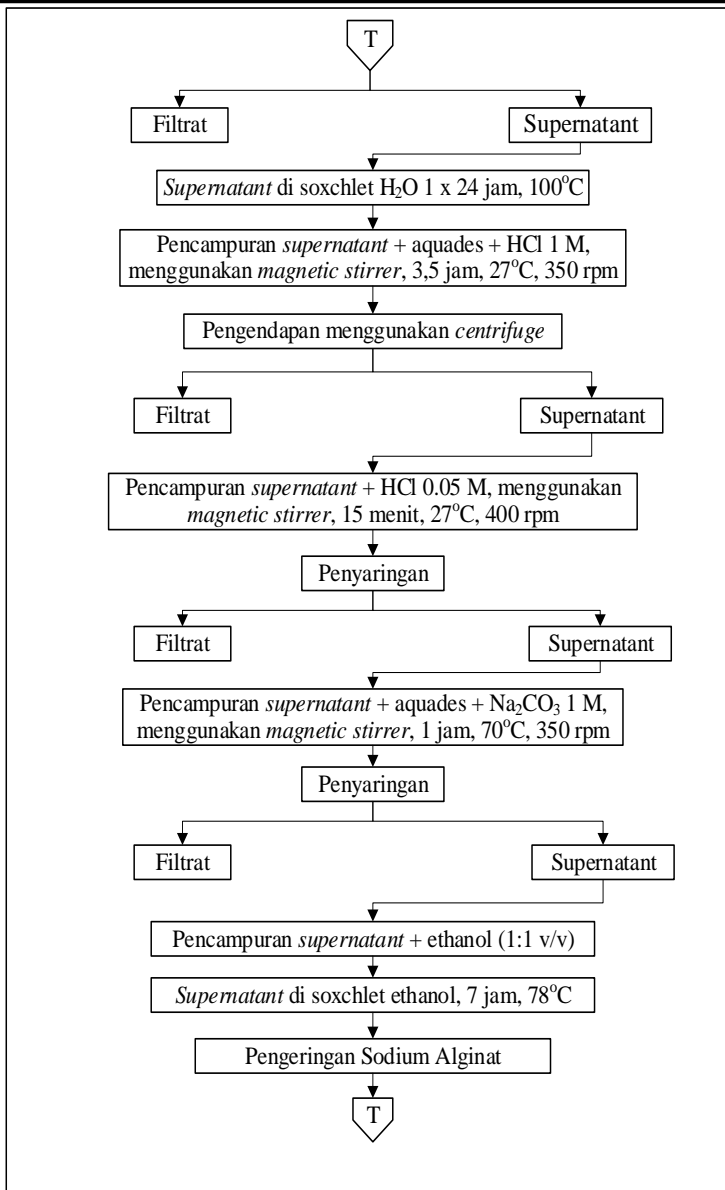 T
Filtrat
Supernatant
Supernatant di soxchlet H₂O 1 x 24 jam, 100°C
Pencampuran supernatant + aquades + HCl 1 M,
menggunakan magnetic stirrer, 3,5 jam, 27°C, 350 rpm
Pengendapan menggunakan centrifuge
Filtrat
Supernatant
Pencampuran supernatant + HCl 0.05 M, menggunakan
magnetic stirrer, 15 menit, 27°C, 400 rpm
Penyaringan
Filtrat
Supernatant
Pencampuran supernatant + aquades + Na₂CO₃ 1 M,
menggunakan magnetic stirrer, 1 jam, 70°C, 350 rpm
Penyaringan
Filtrat
Supernatant
Pencampuran supernatant + ethanol (1:1 v/v)
Supernatant di soxchlet ethanol, 7 jam, 78°C
Pengeringan Sodium Alginat
T